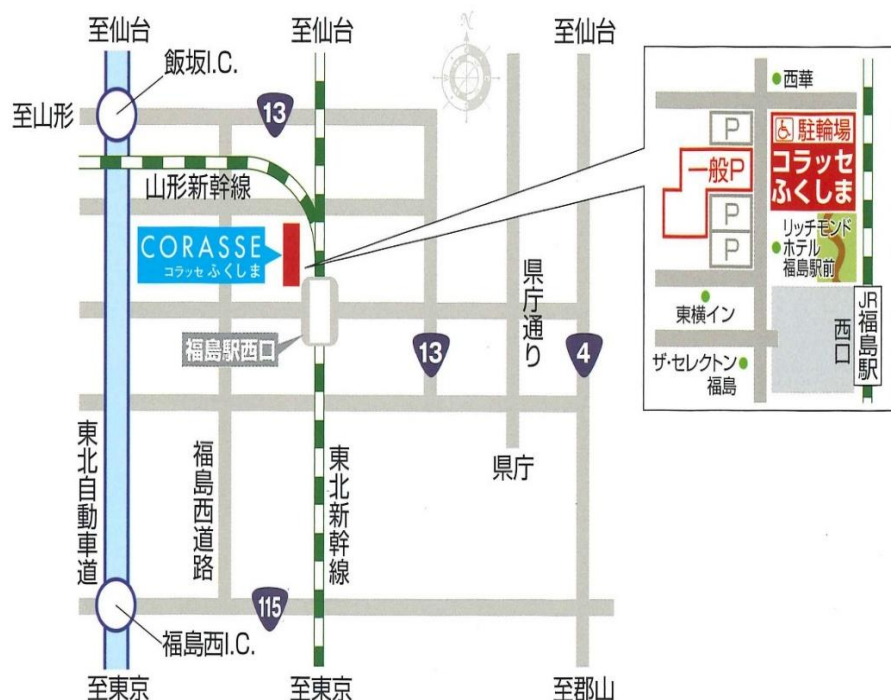 至仙台
至仙台
至仙台
N
飯坂I.C.
至山形
13
山形新幹線
CORASSE
コラッセ ふくしま
福島駅西口
13
4
県庁通り
県庁
東北自動車道
福島西道路
東北新幹線
115
福島西I.C.
至東京
至東京
至郡山
西華
P
駐輪場
一般P
コラッセ
ふくしま
P
P
リッチモンド
ホテル
福島駅前
東横イン
西口
JR福島駅
ザ・セレクトン
福島